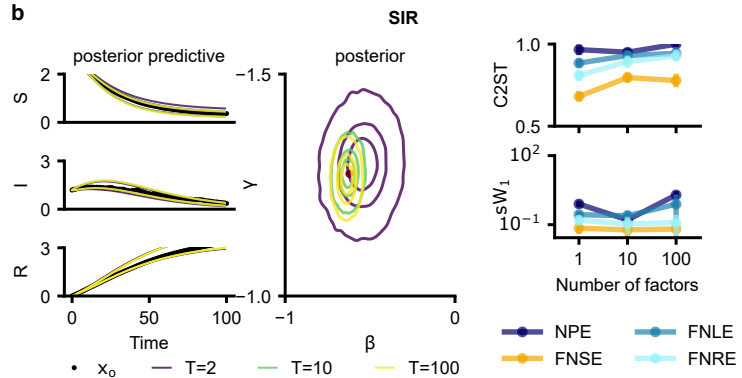 b
SIR
posterior predictive
posterior
S
2
0
I
3
0
R
3
0
0
50
100
Time
γ
−1.5
−1.0
−1
0
β
C2ST
1.0
0.5
sW₁
10²
10⁻¹
1
10
100
Number of factors
xₒ
T=2
T=10
T=100
NPE
FNLE
FNSE
FNRE